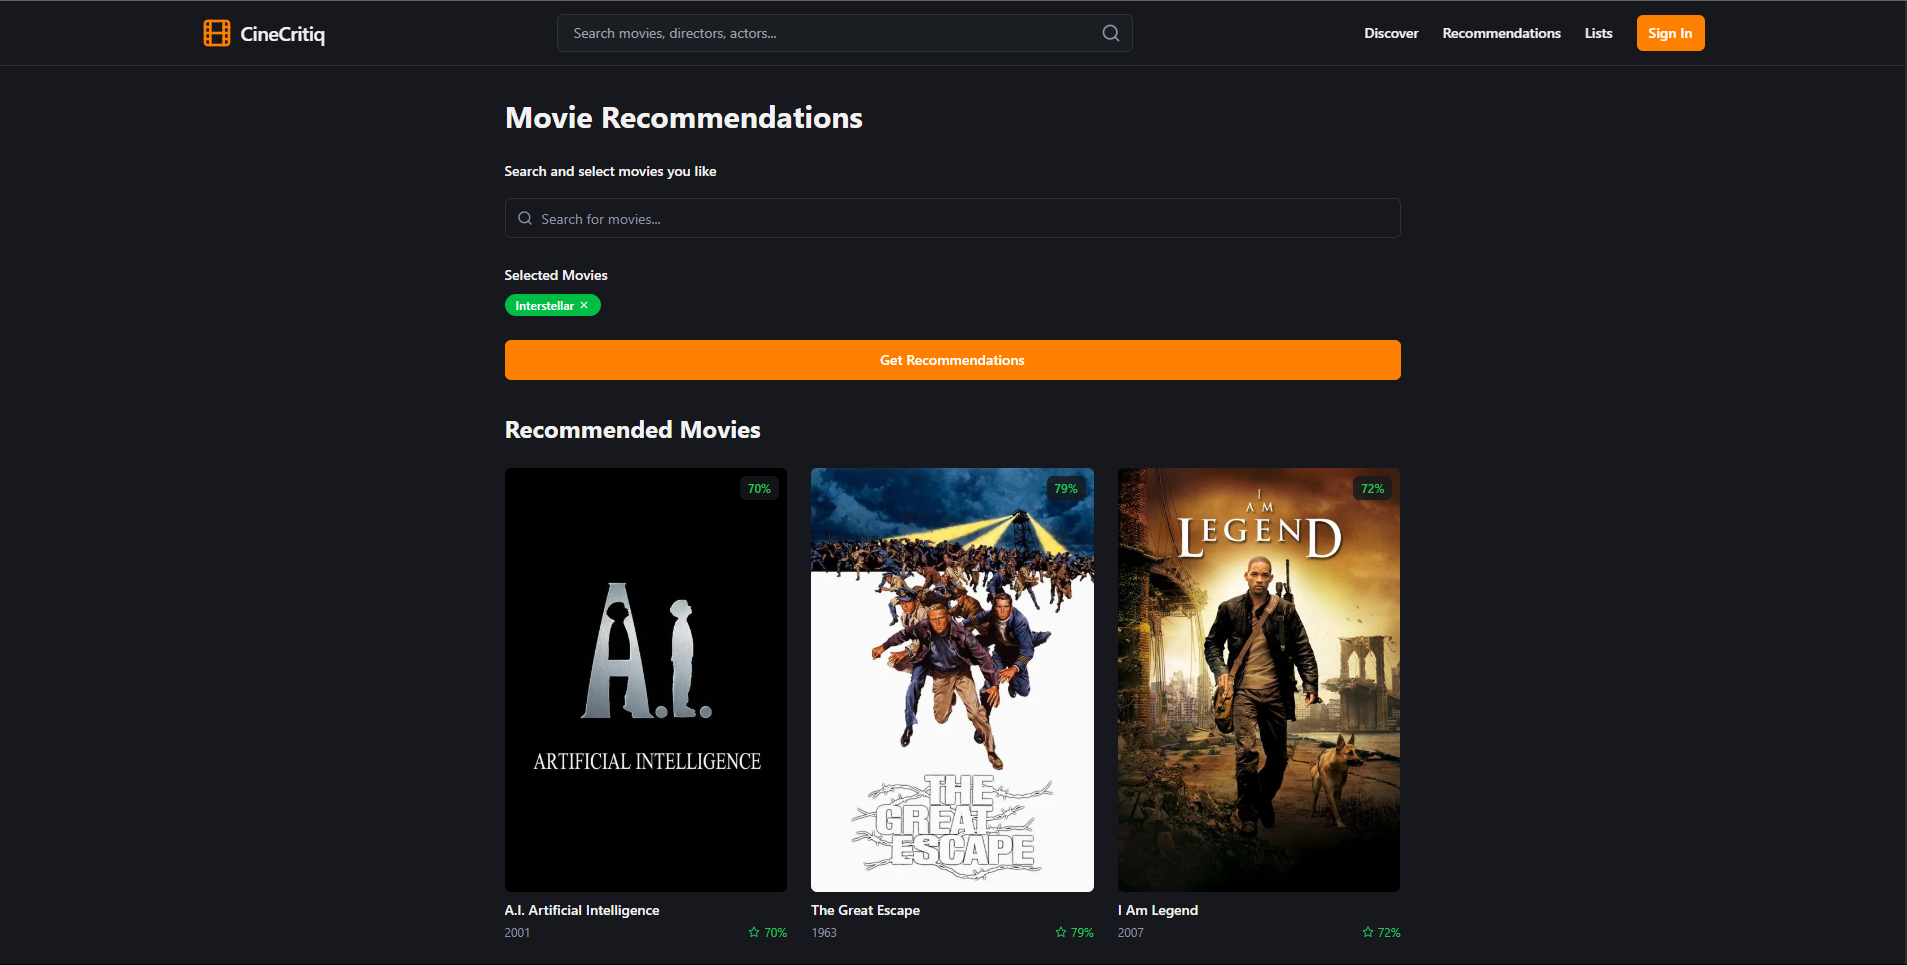 CineCritiq
Search movies, directors, actors...
Discover
Recommendations
Lists
Sign In
Movie Recommendations
Search and select movies you like
Search for movies...
Selected Movies
Interstellar ×
Get Recommendations
Recommended Movies
70%
A.I.
ARTIFICIAL INTELLIGENCE
A.I. Artificial Intelligence
2001
70%
79%
THE
GREAT
ESCAPE
The Great Escape
1963
79%
72%
I
AM
LEGEND
I Am Legend
2007
72%